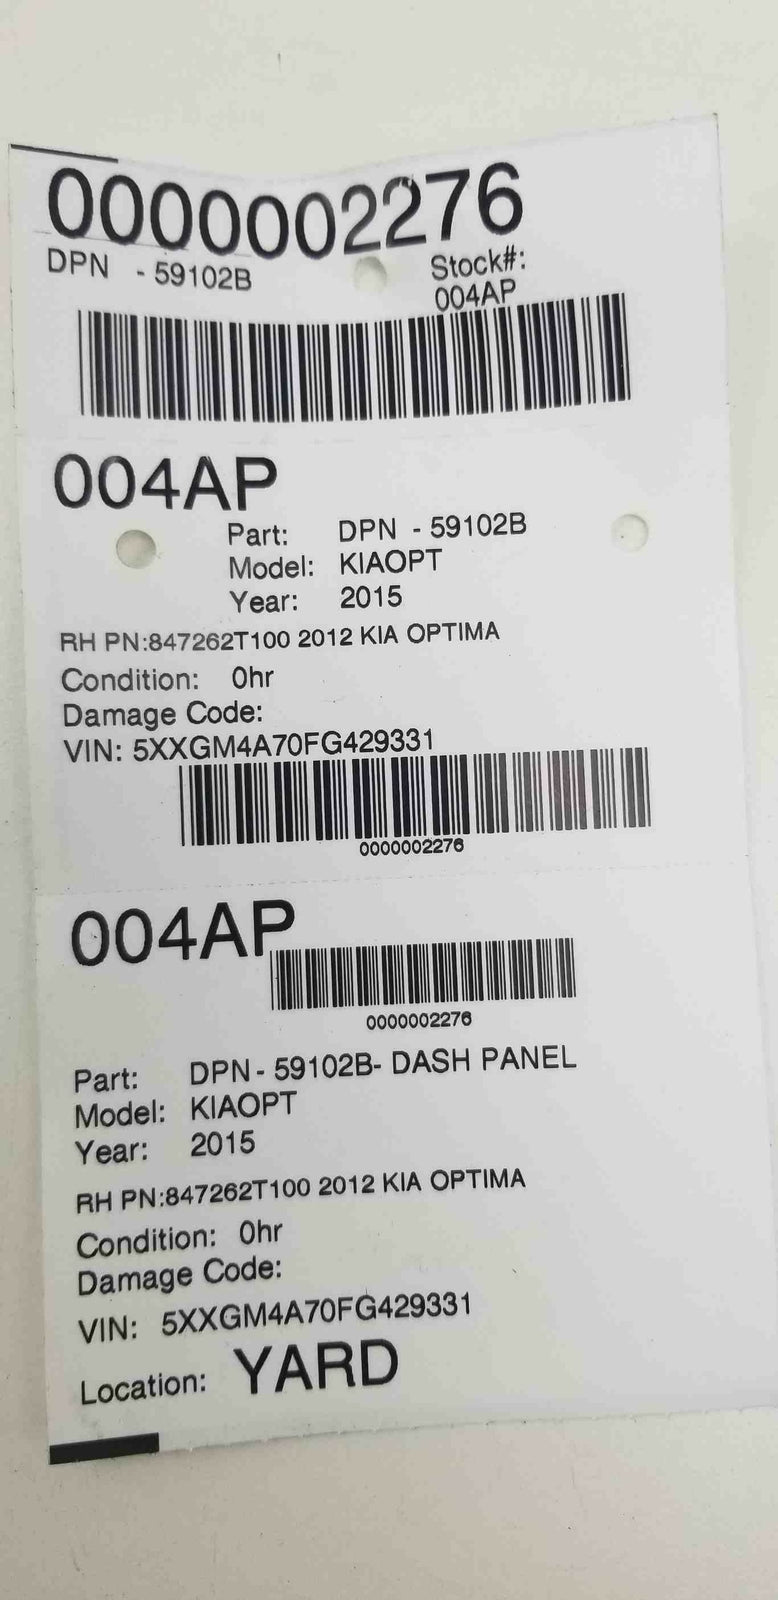 0000002276
DPN - 59102B
Stock#:
004AP
004AP
Part: DPN - 59102B
Model: KIAOPT
Year: 2015
RH PN:847262T100 2012 KIA OPTIMA
Condition: 0hr
Damage Code:
VIN: 5XXGM4A70FG429331
0000002276
004AP
0000002276
Part: DPN - 59102B- DASH PANEL
Model: KIAOPT
Year: 2015
RH PN:847262T100 2012 KIA OPTIMA
Condition: 0hr
Damage Code:
VIN: 5XXGM4A70FG429331
Location: YARD